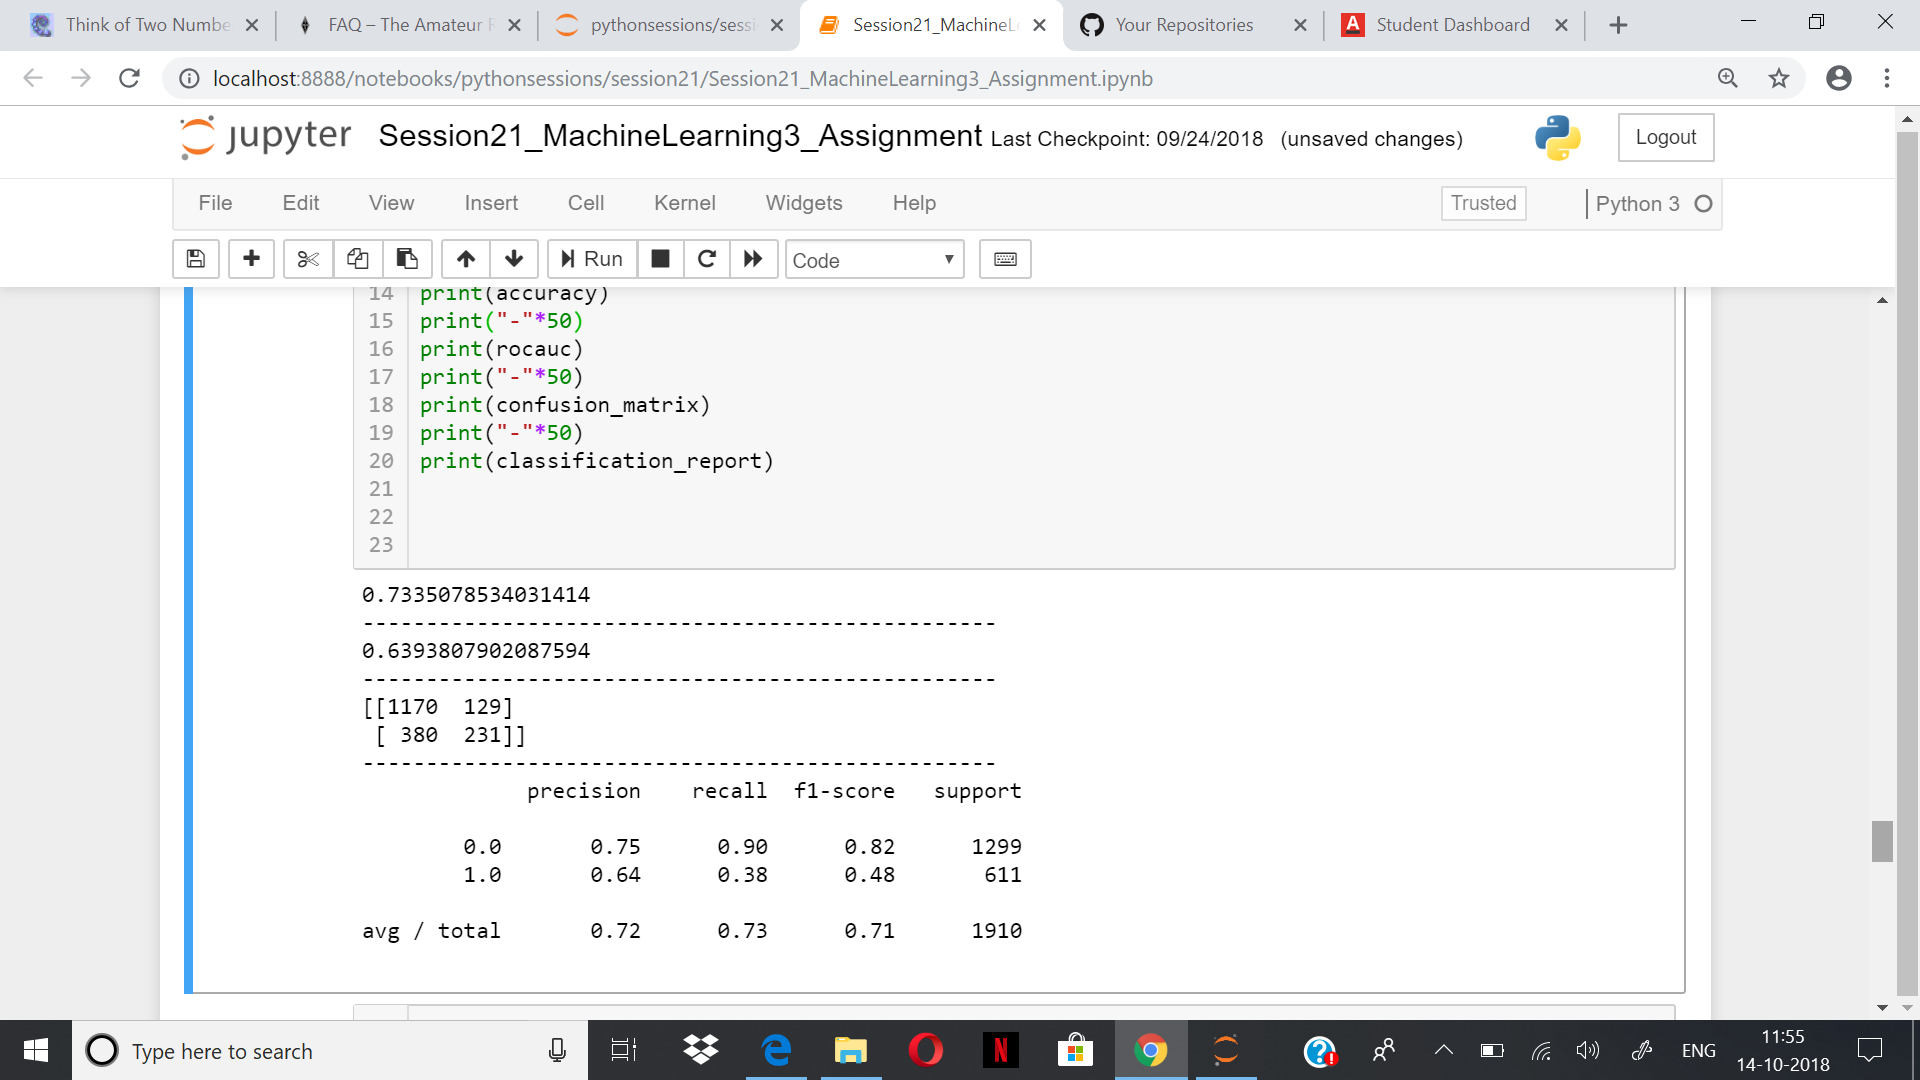 Think of Two Numbe
FAQ – The Amateur R
pythonsessions/sessi
Session21_MachineLe
Your Repositories
Student Dashboard
localhost:8888/notebooks/pythonsessions/session21/Session21_MachineLearning3_Assignment.ipynb
jupyter Session21_MachineLearning3_Assignment Last Checkpoint: 09/24/2018 (unsaved changes)
Logout
File Edit View Insert Cell Kernel Widgets Help
Trusted
Python 3
Run
Code
14 print(accuracy)
15 print("-"*50)
16 print(rocauc)
17 print("-"*50)
18 print(confusion_matrix)
19 print("-"*50)
20 print(classification_report)
21
22
23
0.7335078534031414
--------------------------------------------------
0.6393807902087594
--------------------------------------------------
[[1170  129]
 [ 380  231]]
--------------------------------------------------
             precision    recall  f1-score   support
        0.0       0.75      0.90      0.82      1299
        1.0       0.64      0.38      0.48       611
avg / total       0.72      0.73      0.71      1910
Type here to search
ENG
11:55
14-10-2018